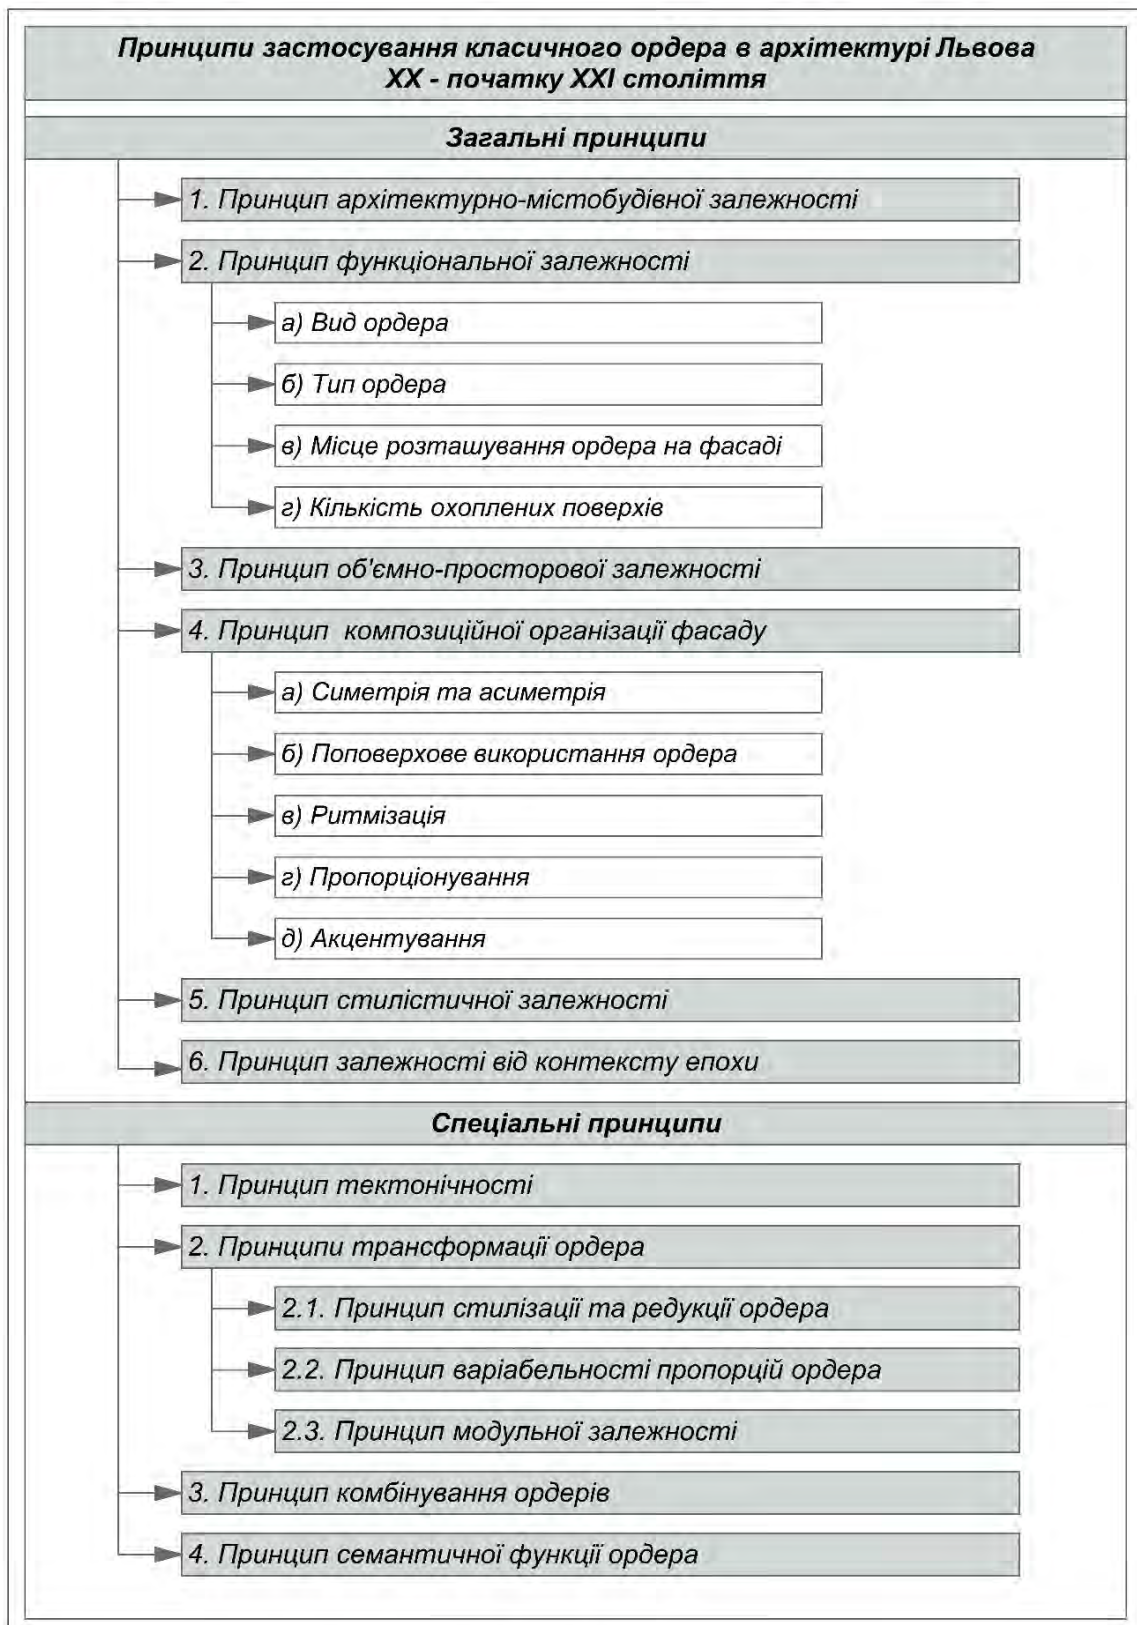 Принципи застосування класичного ордера в архітектурі Львова
XX - початку XXI століття
Загальні принципи
1. Принцип архітектурно-містобудівної залежності
2. Принцип функціональної залежності
а) Вид ордера
б) Тип ордера
в) Місце розташування ордера на фасаді
г) Кількість охоплених поверхів
3. Принцип об'ємно-просторової залежності
4. Принцип композиційної організації фасаду
а) Симетрія та асиметрія
б) Поповерхове використання ордера
в) Ритмізація
г) Пропорціонування
д) Акцентування
5. Принцип стилістичної залежності
6. Принцип залежності від контексту епохи
Спеціальні принципи
1. Принцип тектонічності
2. Принципи трансформації ордера
2.1. Принцип стилізації та редукції ордера
2.2. Принцип варіабельності пропорцій ордера
2.3. Принцип модульної залежності
3. Принцип комбінування ордерів
4. Принцип семантичної функції ордера